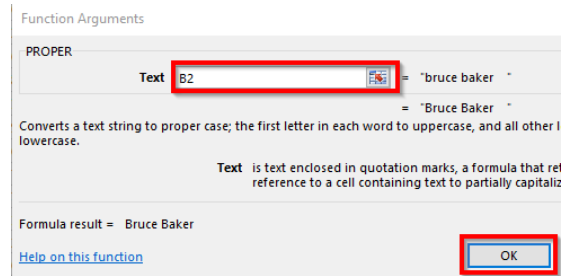 Function Arguments
PROPER
Text B2 = "bruce baker "
= "Bruce Baker "
Converts a text string to proper case; the first letter in each word to uppercase, and all other l
lowercase.
Text is text enclosed in quotation marks, a formula that ret
reference to a cell containing text to partially capitaliz
Formula result = Bruce Baker
Help on this function OK